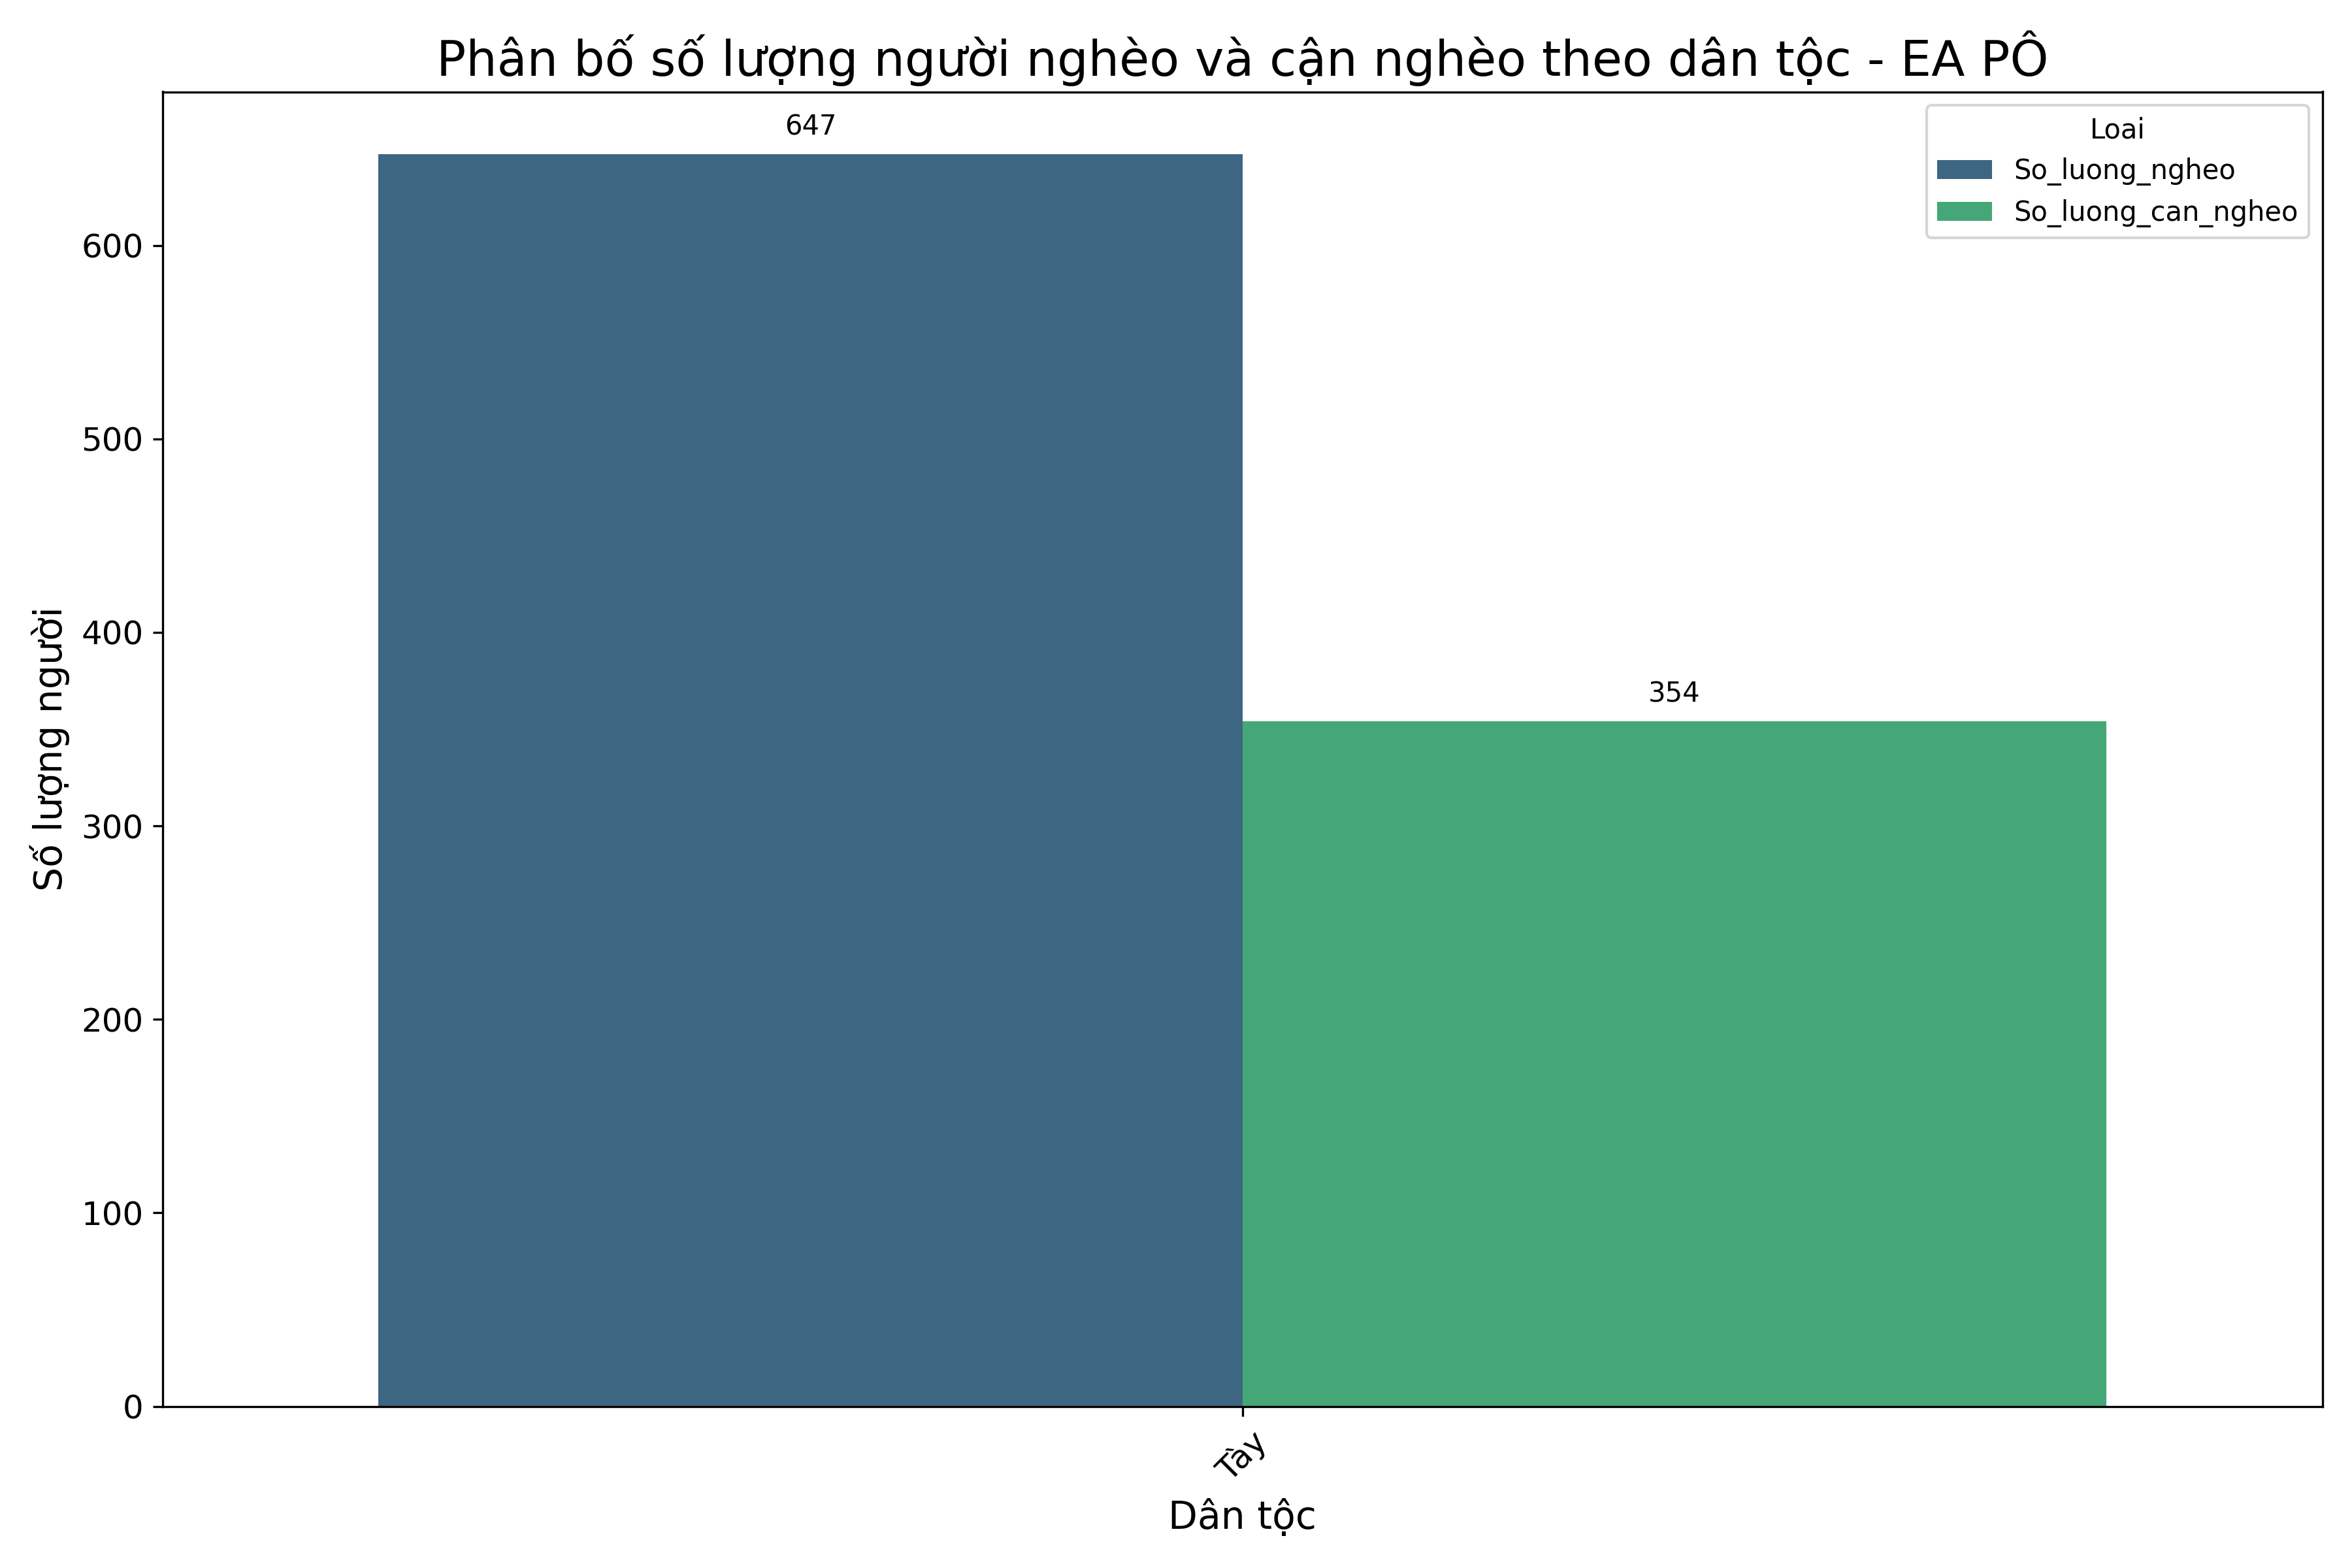 Phân bố số lượng người nghèo và cận nghèo theo dân tộc - EA PÔ
Loai
So_luong_ngheo
So_luong_can_ngheo
647
354
Số lượng người
600
500
400
300
200
100
0
Tày
Dân tộc